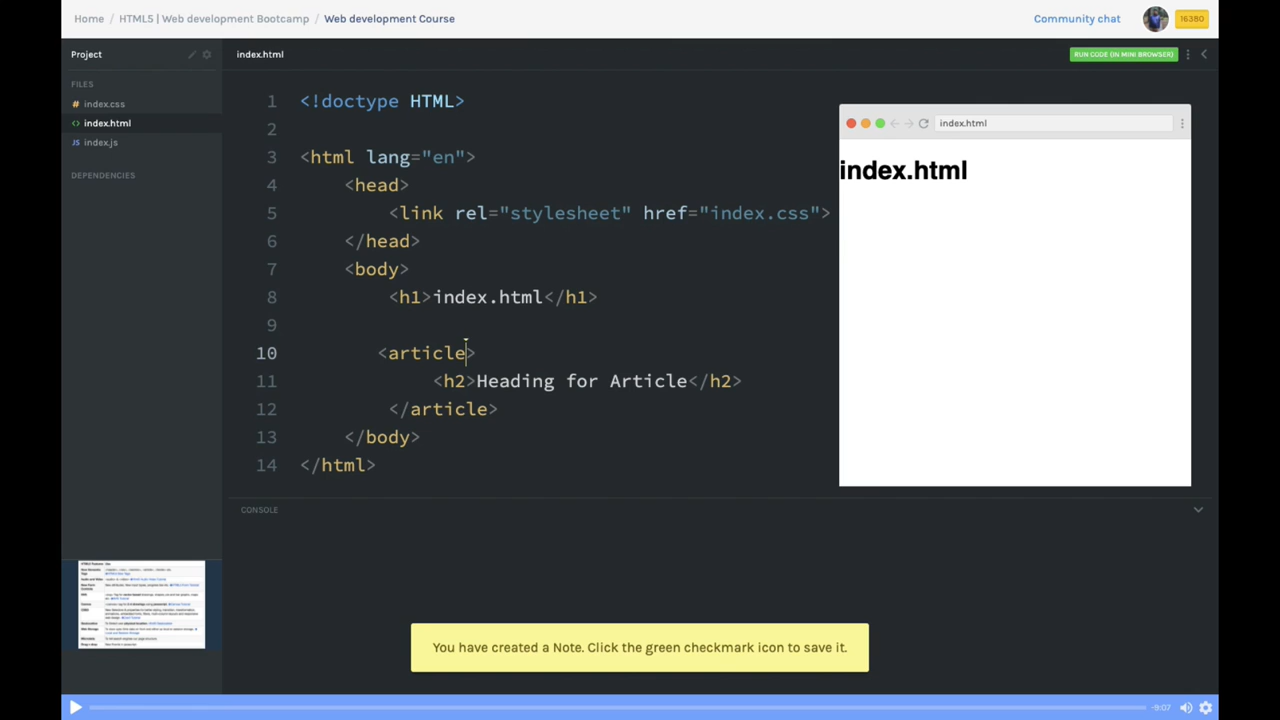 Home / HTML5 | Web development Bootcamp / Web development Course
Community chat
16380
Project
index.html
RUN CODE (IN MINI BROWSER)
FILES
# index.css
<> index.html
JS index.js
DEPENDENCIES
1 <!doctype HTML>
2
3 <html lang="en">
4 <head>
5 <link rel="stylesheet" href="index.css">
6 </head>
7 <body>
8 <h1>index.html</h1>
9
10 <article>
11 <h2>Heading for Article</h2>
12 </article>
13 </body>
14 </html>
index.html
index.html
CONSOLE
You have created a Note. Click the green checkmark icon to save it.
-9:07